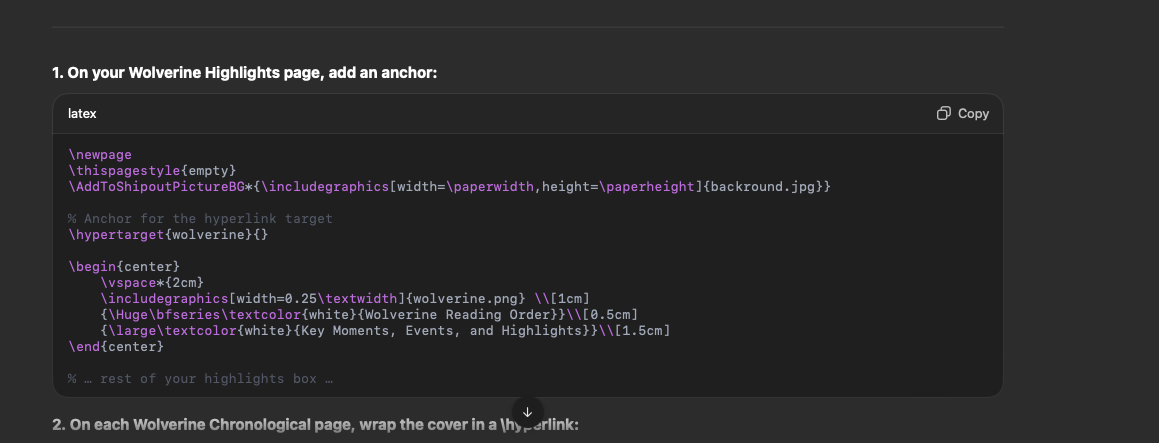 1. On your Wolverine Highlights page, add an anchor:
latex
Copy
\newpage
\thispagestyle{empty}
\AddToShipoutPictureBG*{\includegraphics[width=\paperwidth,height=\paperheight]{backround.jpg}}
% Anchor for the hyperlink target
\hypertarget{wolverine}{}
\begin{center}
\vspace*{2cm}
\includegraphics[width=0.25\textwidth]{wolverine.png} \\[1cm]
{\Huge\bfseries\textcolor{white}{Wolverine Reading Order}}\\[0.5cm]
{\large\textcolor{white}{Key Moments, Events, and Highlights}}\\[1.5cm]
\end{center}
% … rest of your highlights box …
2. On each Wolverine Chronological page, wrap the cover in a \hyperlink: